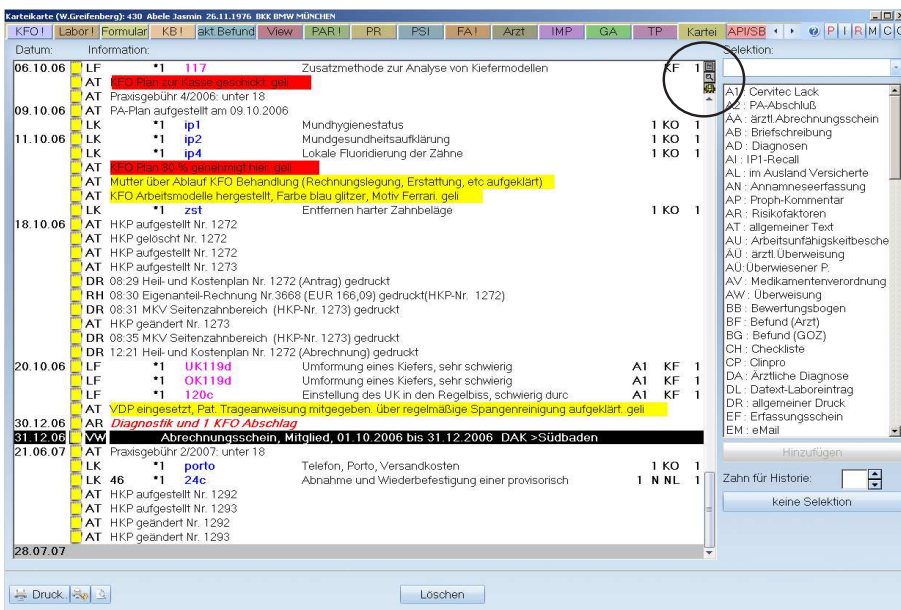 Karteikarte (W.Greifenberg): 430 Abele Jasmin 26.11.1976 BKK BMW MÜNCHEN
KFO! Labor! Formular KB! akt.Befund View PAR! PR PSI FA! Arzt IMP GA TP Kartei API/SB P I R M C
Datum: Information: Selektion:
06.10.06 LF *1 117 Zusatzmethode zur Analyse von Kiefermodellen KF 1
AT KFO Plan zur Kasse geschickt. geli
AT Praxisgebühr 4/2006: unter 18
09.10.06 AT PA-Plan aufgestellt am 09.10.2006
LK *1 ip1 Mundhygienestatus 1 KO 1
11.10.06 LK *1 ip2 Mundgesundheitsaufklärung 1 KO 1
LK *1 ip4 Lokale Fluoridierung der Zähne 1 KO 1
AT KFO Plan 80 % genehmigt hier. geli
AT Mutter über Ablauf KFO Behandlung (Rechnungslegung, Erstattung, etc aufgeklärt)
AT KFO Arbeitsmodelle hergestellt, Farbe blau glitzer, Motiv Ferrari. geli
LK *1 zst Entfernen harter Zahnbeläge 1 KO 1
18.10.06 AT HKP aufgestellt Nr. 1272
AT HKP gelöscht Nr. 1272
AT HKP aufgestellt Nr. 1272
AT HKP aufgestellt Nr. 1273
DR 08:29 Heil- und Kostenplan Nr. 1272 (Antrag) gedruckt
RH 08:30 Eigenanteil-Rechnung Nr.3668 (EUR 166,09) gedruckt(HKP-Nr. 1272)
DR 08:31 MKV Seitenzahnbereich (HKP-Nr. 1273) gedruckt
AT HKP geändert Nr. 1273
DR 08:35 MKV Seitenzahnbereich (HKP-Nr. 1273) gedruckt
DR 12:21 Heil- und Kostenplan Nr. 1272 (Abrechnung) gedruckt
20.10.06 LF *1 UK119d Umformung eines Kiefers, sehr schwierig A1 KF 1
LF *1 OK119d Umformung eines Kiefers, sehr schwierig A1 KF 1
LF *1 120c Einstellung des UK in den Regelbiss, schwierig durc A1 KF 1
AT VDP eingesetzt, Pat. Trageanweisung mitgegeben. über regelmäßige Spangenreinigung aufgeklärt. geli
30.12.06 AR Diagnostik und 1 KFO Abschlag
31.12.06 VW Abrechnungsschein, Mitglied, 01.10.2006 bis 31.12.2006 DAK >Südbaden
21.06.07 AT Praxisgebühr 2/2007: unter 18
LK *1 porto Telefon, Porto, Versandkosten 1 KO 1
LK 46 *1 24c Abnahme und Wiederbefestigung einer provisorisch 1 N NL 1
AT HKP aufgestellt Nr. 1292
AT HKP aufgestellt Nr. 1293
AT HKP geändert Nr. 1292
AT HKP geändert Nr. 1293
28.07.07
A1 : Cervitec Lack
A2 : PA-Abschluß
ÄA : ärztl.Abrechnungsschein
AB : Briefschreibung
AD : Diagnosen
AI : IP1-Recall
AL : im Ausland Versicherte
AN : Annamneseerfassung
AP : Proph-Kommentar
AR : Risikofaktoren
AT : allgemeiner Text
AU : Arbeitsunfähigskeitbesche
ÄÜ : ärztl.Überweisung
AÜ:Überwiesener P.
AV : Medikamentenverordnung
AW : Überweisung
BB : Bewertungsbogen
BF : Befund (Arzt)
BG : Befund (GOZ)
CH : Checkliste
CP : Clinpro
DA : Ärztliche Diagnose
DL : Datext-Laboreintrag
DR : allgemeiner Druck
EF : Erfassungsschein
EM : eMail
Hinzufügen
Zahn für Historie:
keine Selektion
Druck..
Löschen